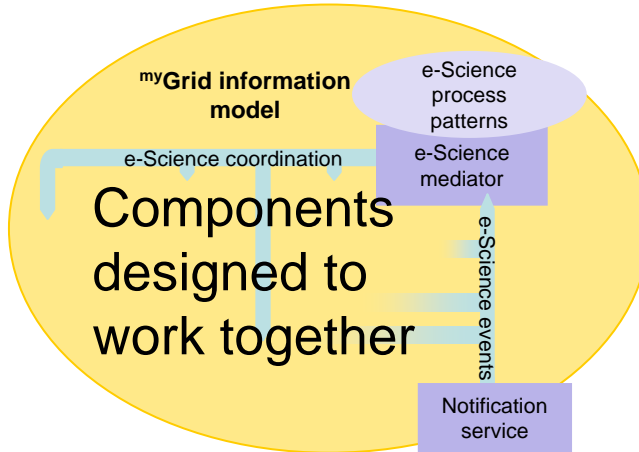 myGrid information
model
e-Science
process
patterns
e-Science coordination
e-Science
mediator
Components
designed to
work together
e-Science events
Notification
service